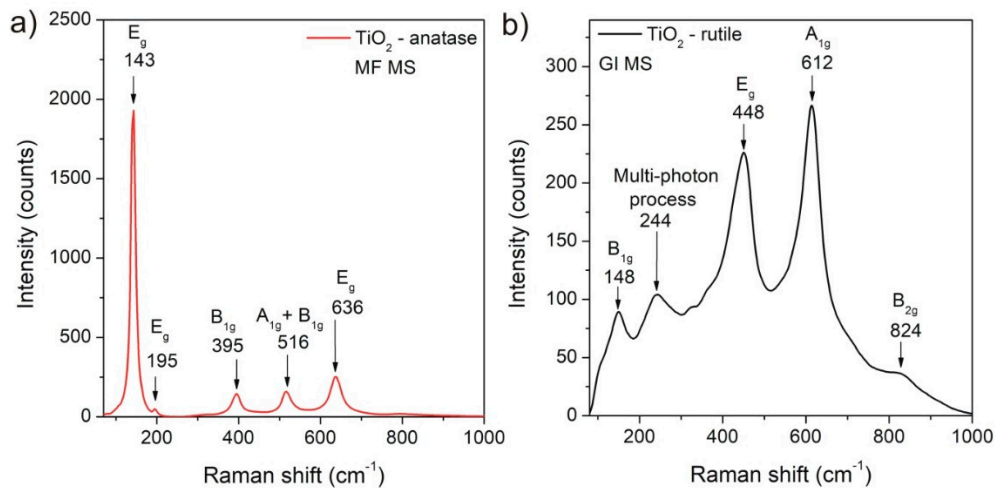 a)
TiO₂ - anatase
MF MS
E_g
143
E_g
195
B_1g
395
A_1g + B_1g
516
E_g
636
2500
2000
1500
1000
500
0
200
400
600
800
1000
Intensity (counts)
Raman shift (cm⁻¹)
b)
TiO₂ - rutile
GI MS
B_1g
148
Multi-photon
process
244
E_g
448
A_1g
612
B_2g
824
300
250
200
150
100
50
0
200
400
600
800
1000
Intensity (counts)
Raman shift (cm⁻¹)